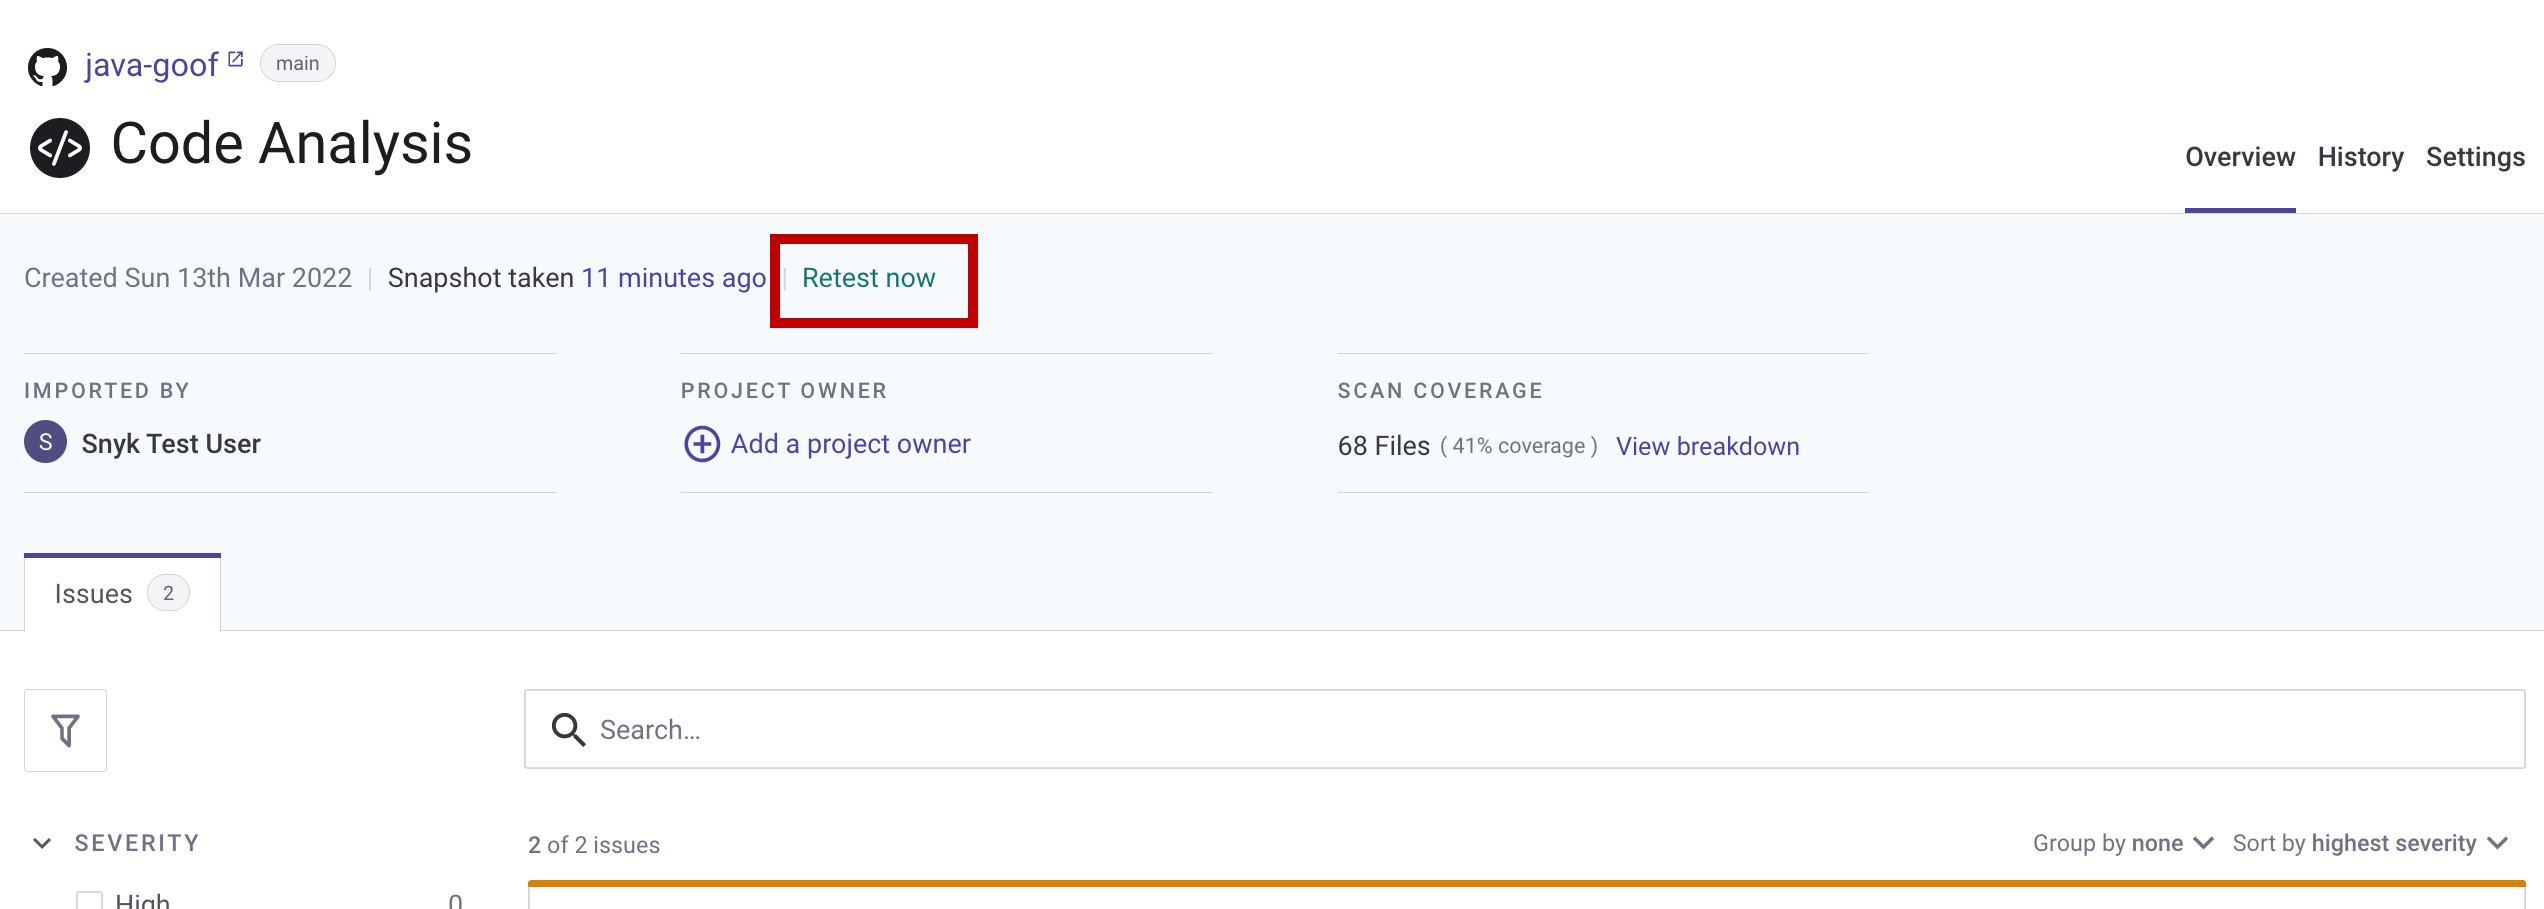 java-goof main
</> Code Analysis
Overview History Settings
Created Sun 13th Mar 2022 | Snapshot taken 11 minutes ago | Retest now
IMPORTED BY PROJECT OWNER SCAN COVERAGE
S Snyk Test User Add a project owner 68 Files ( 41% coverage ) View breakdown
Issues 2
Search...
SEVERITY 2 of 2 issues Group by none Sort by highest severity
High 0